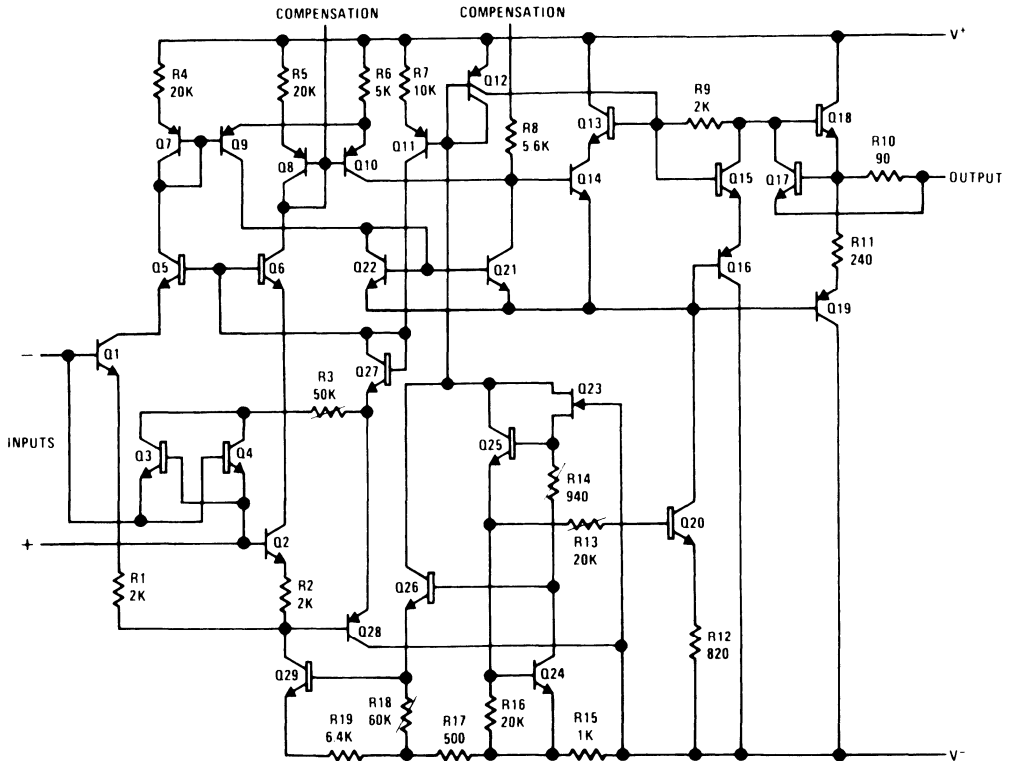 COMPENSATION COMPENSATION
V+
R4
20K
R5
20K
R6
5K
R7
10K
Q12
R8
5.6K
Q13
R9
2K
Q18
R10
90
OUTPUT
Q7
Q9
Q8
Q10
Q11
Q14
Q15
Q17
R11
240
Q5
Q6
Q22
Q21
Q16
Q19
−
Q1
Q27
R3
50K
Q23
INPUTS
Q3
Q4
Q25
R14
940
+
Q2
R13
20K
Q20
R1
2K
R2
2K
Q26
Q28
R12
820
Q29
R18
60K
R16
20K
Q24
R19
6.4K
R17
500
R15
1K
V−